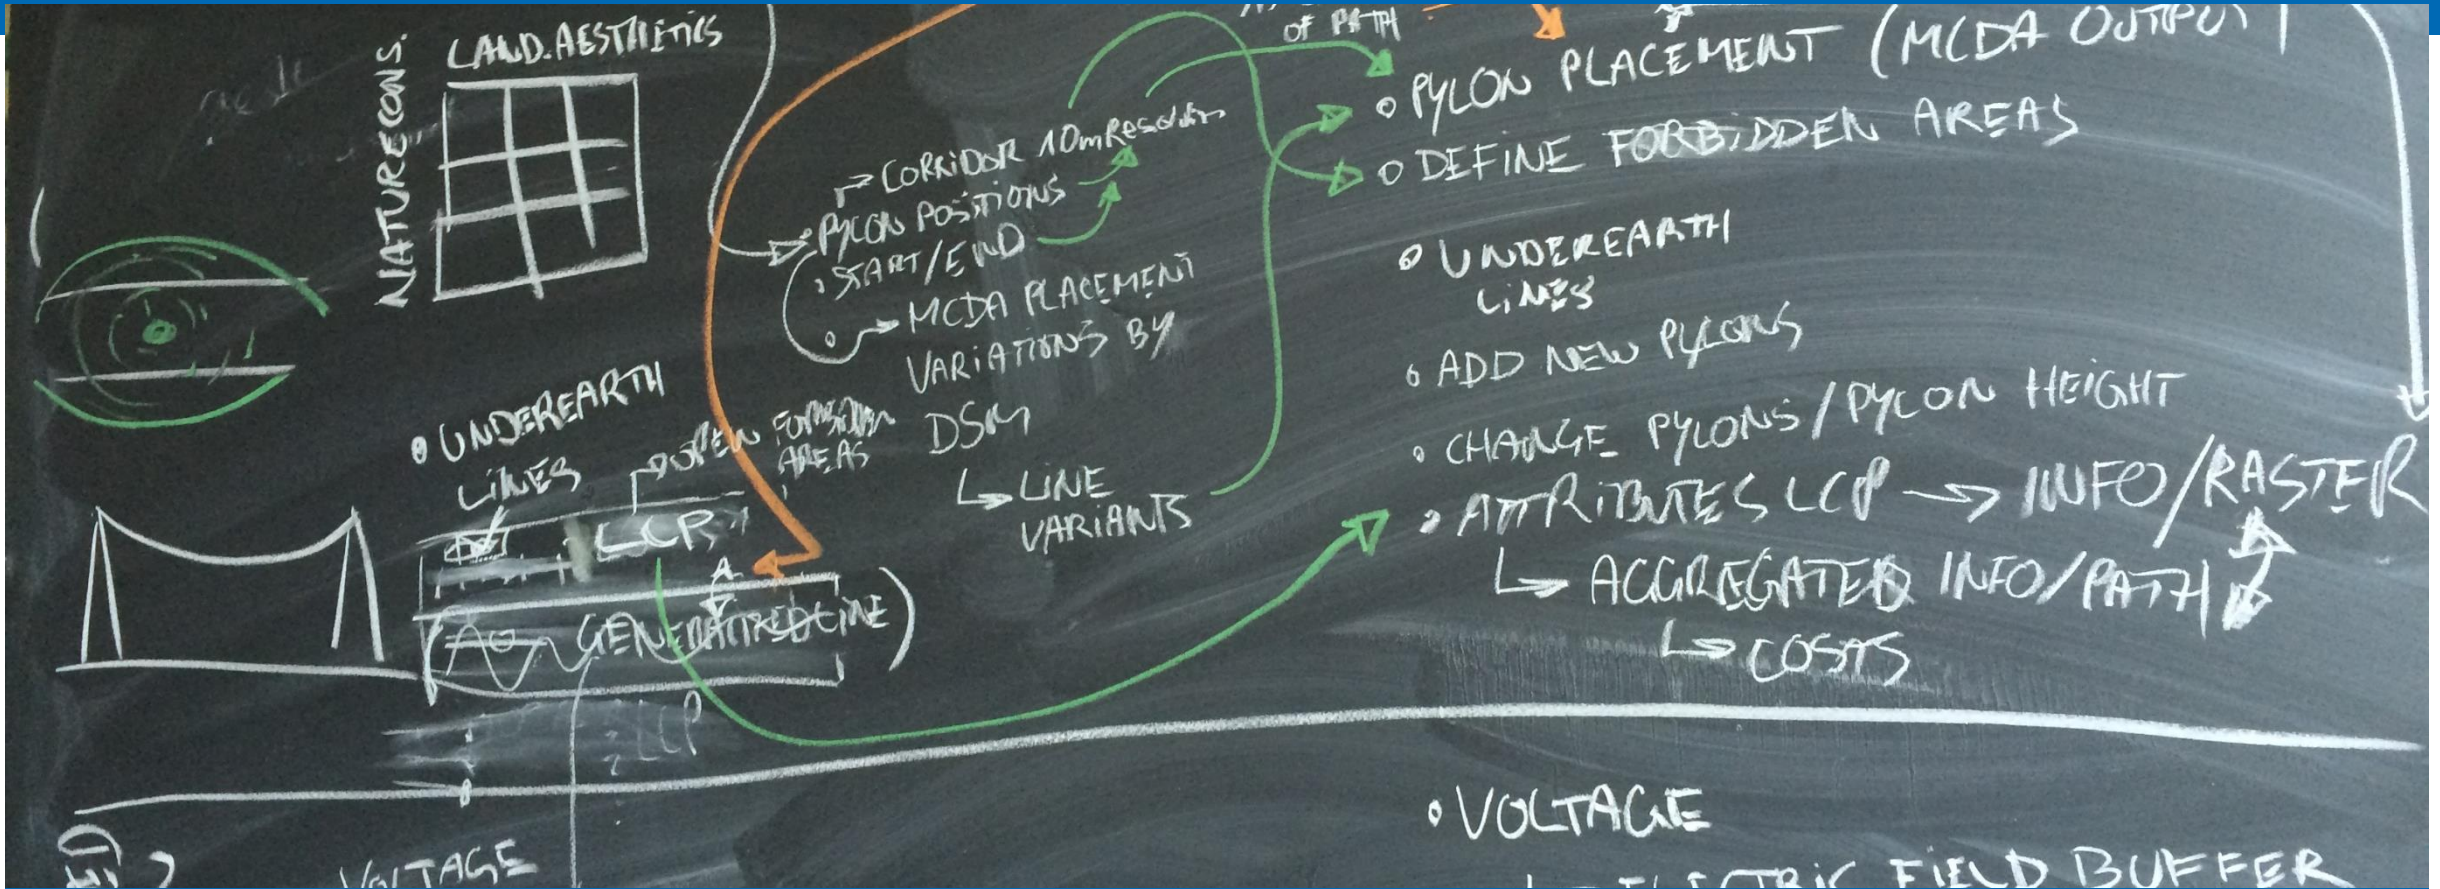 LAND.AESTHETICS
NATURECONS.
OF PATH
CORRIDOR 10m Resolution
PYLON POSITIONS
START/END
MCDA PLACEMENT
VARIATIONS BY
DSM
LINE
VARIANTS
UNDEREARTH
LINES
OPEN FORBIDDEN
AREAS
LCP
A
GENERALIZED LINE)
LCP
VOLTAGE
PYLON PLACEMENT (MCDA OUTPUT)
DEFINE FORBIDDEN AREAS
UNDEREARTH
LINES
ADD NEW PYLONS
CHANGE PYLONS/PYLON HEIGHT
ATTRIBUTES LCP → INFO/RASTER
AGGREGATED INFO/PATH
COSTS
VOLTAGE
ELECTRIC FIELD BUFFER